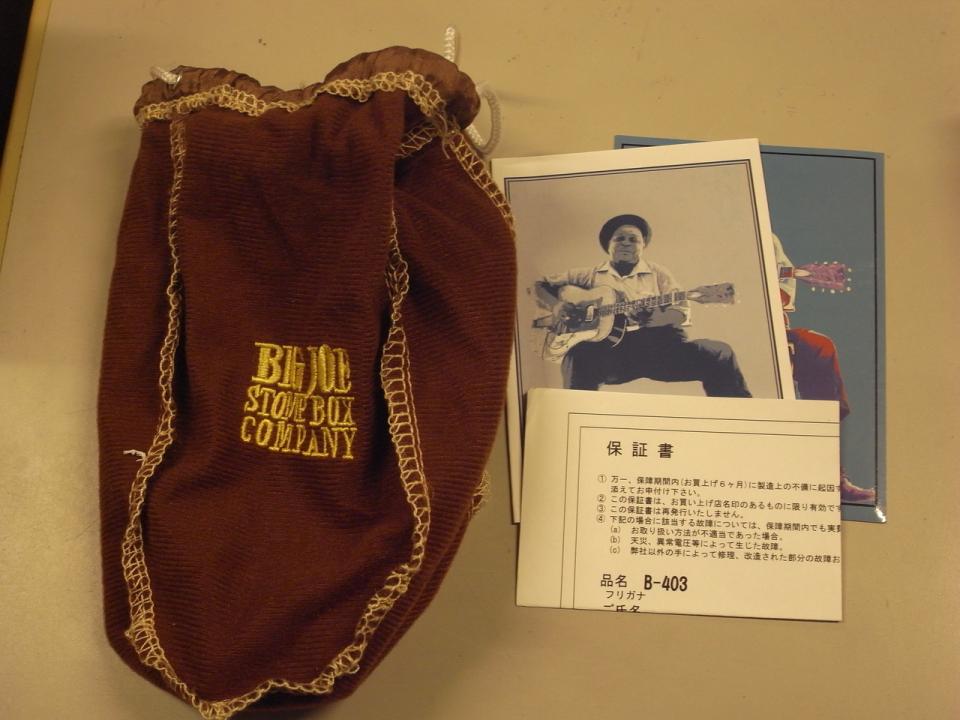 BIG JOE
STOMP BOX
COMPANY
保証書
① 万一、保障期間内(お買上げ6ヶ月)に製造上の不備に起因す
添えてお申付け下さい。
② この保証書は、お買い上げ店名印のあるものに限り有効です
③ この保証書は再発行いたしません。
④ 下記の場合に該当する故障については、保障期間内でも実費
(a) お取り扱い方法が不適当であった場合。
(b) 天災、異常電圧等によって生じた故障。
(c) 弊社以外の手によって修理、改造された部分の故障お
品名 B-403
フリガナ
ご氏名